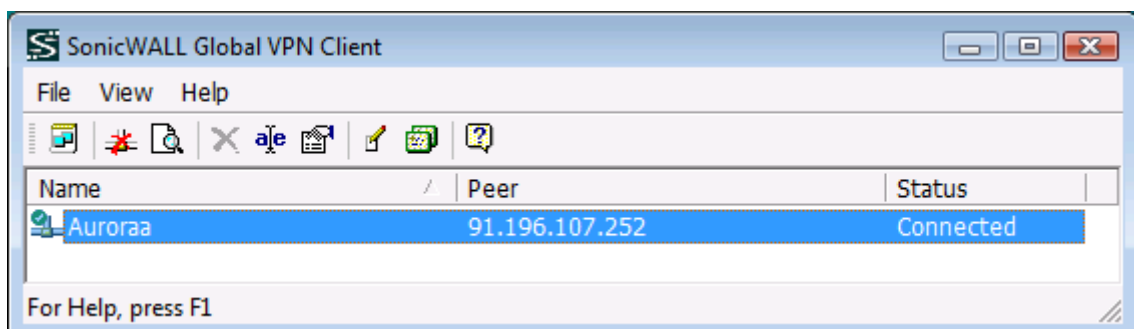 SonicWALL Global VPN Client
File View Help
Name Peer Status
Auroraa 91.196.107.252 Connected
For Help, press F1